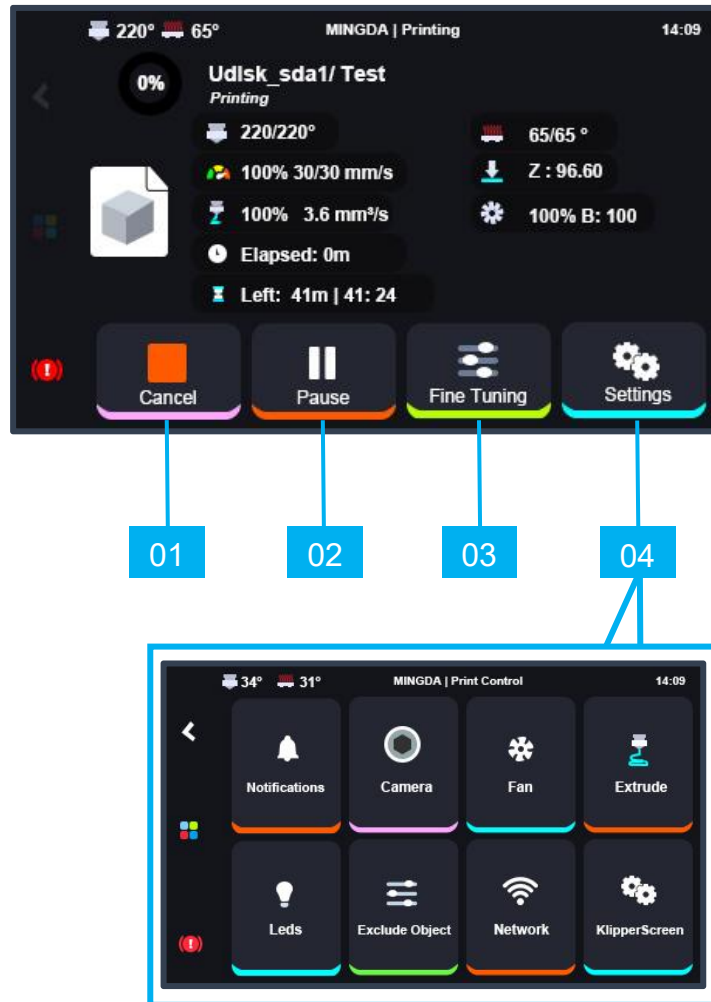 220° 65° MINGDA | Printing 14:09
0% Udlsk_sda1/ Test
Printing
220/220° 65/65 °
100% 30/30 mm/s Z : 96.60
100% 3.6 mm³/s 100% B: 100
Elapsed: 0m
Left: 41m | 41: 24
Cancel Pause Fine Tuning Settings
01 02 03 04
34° 31° MINGDA | Print Control 14:09
Notifications Camera Fan Extrude
Leds Exclude Object Network KlipperScreen